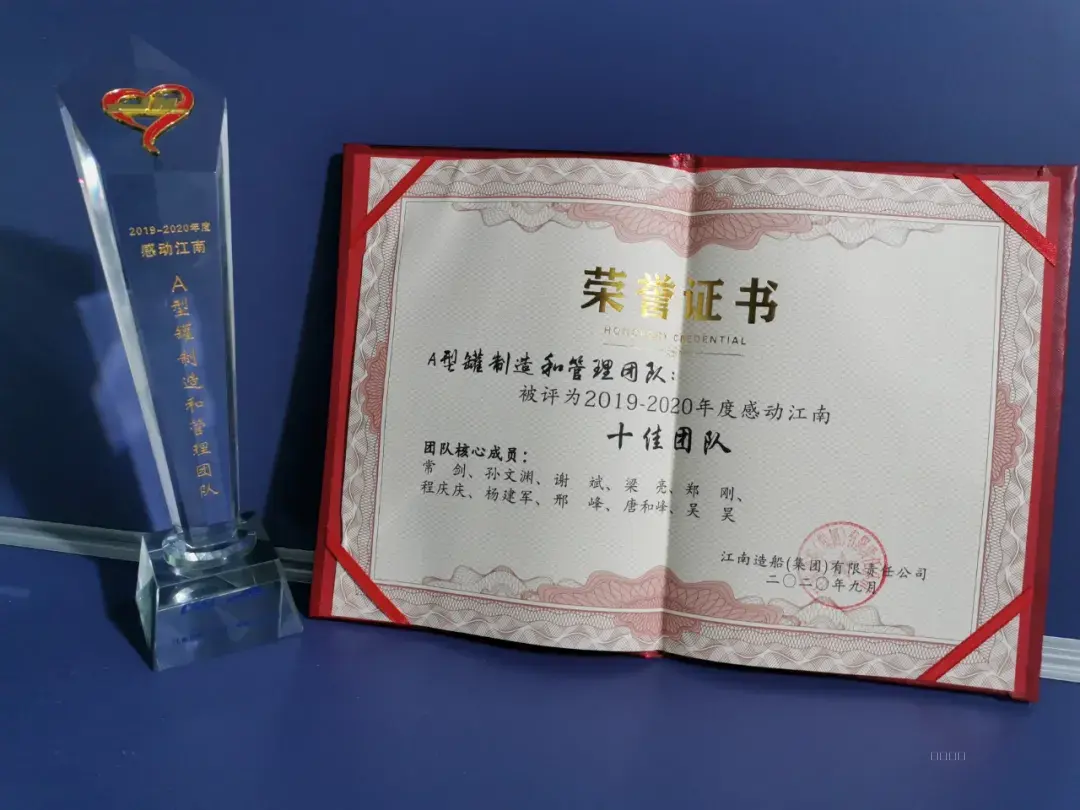 2019-2020年度
感动江南
A型罐制造和管理团队
荣誉证书
HONORARY CREDENTIAL
A型罐制造和管理团队:
被评为2019-2020年度感动江南
十佳团队
团队核心成员:
常 剑、孙文渊、谢 斌、梁 亮、郑 刚、
程庆庆、杨建军、邢 峰、唐和峰、吴 昊
江南造船(集团)有限责任公司
二〇二〇年九月